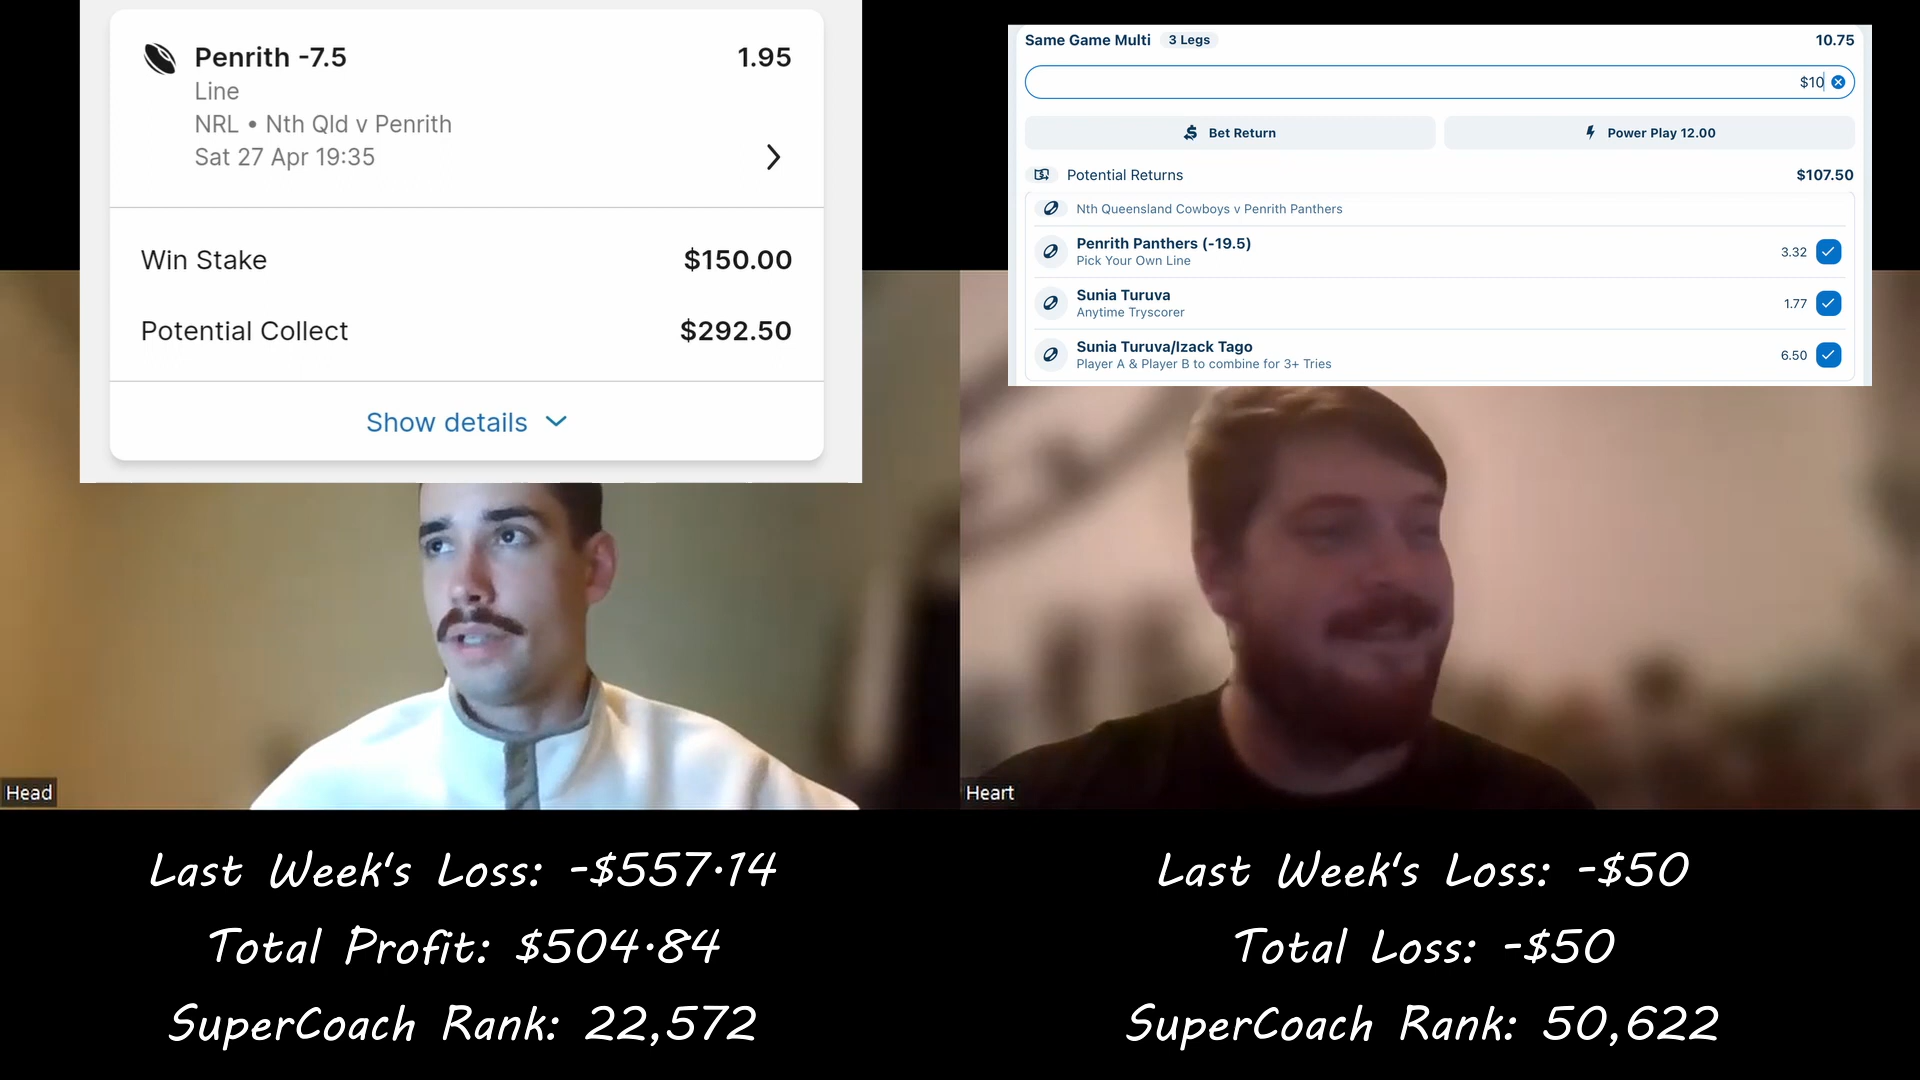 Penrith -7.5 1.95
Line
NRL • Nth Qld v Penrith
Sat 27 Apr 19:35
Win Stake $150.00
Potential Collect $292.50
Show details
Same Game Multi 3 Legs 10.75
$10
Bet Return Power Play 12.00
Potential Returns $107.50
Nth Queensland Cowboys v Penrith Panthers
Penrith Panthers (-19.5) 3.32
Pick Your Own Line
Sunia Turuva 1.77
Anytime Tryscorer
Sunia Turuva/Izack Tago 6.50
Player A & Player B to combine for 3+ Tries
Head
Heart
Last Week's Loss: -$557.14
Total Profit: $504.84
SuperCoach Rank: 22,572
Last Week's Loss: -$50
Total Loss: -$50
SuperCoach Rank: 50,622